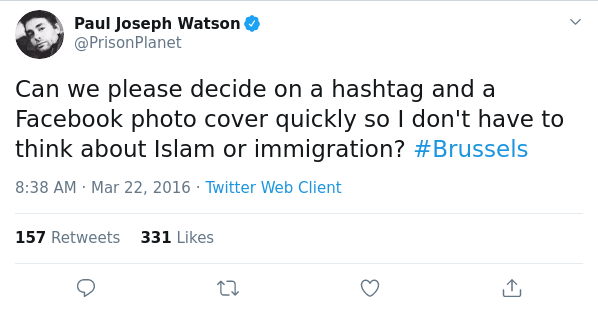 Paul Joseph Watson
@PrisonPlanet
Can we please decide on a hashtag and a
Facebook photo cover quickly so I don't have to
think about Islam or immigration? #Brussels
8:38 AM · Mar 22, 2016 · Twitter Web Client
157 Retweets 331 Likes